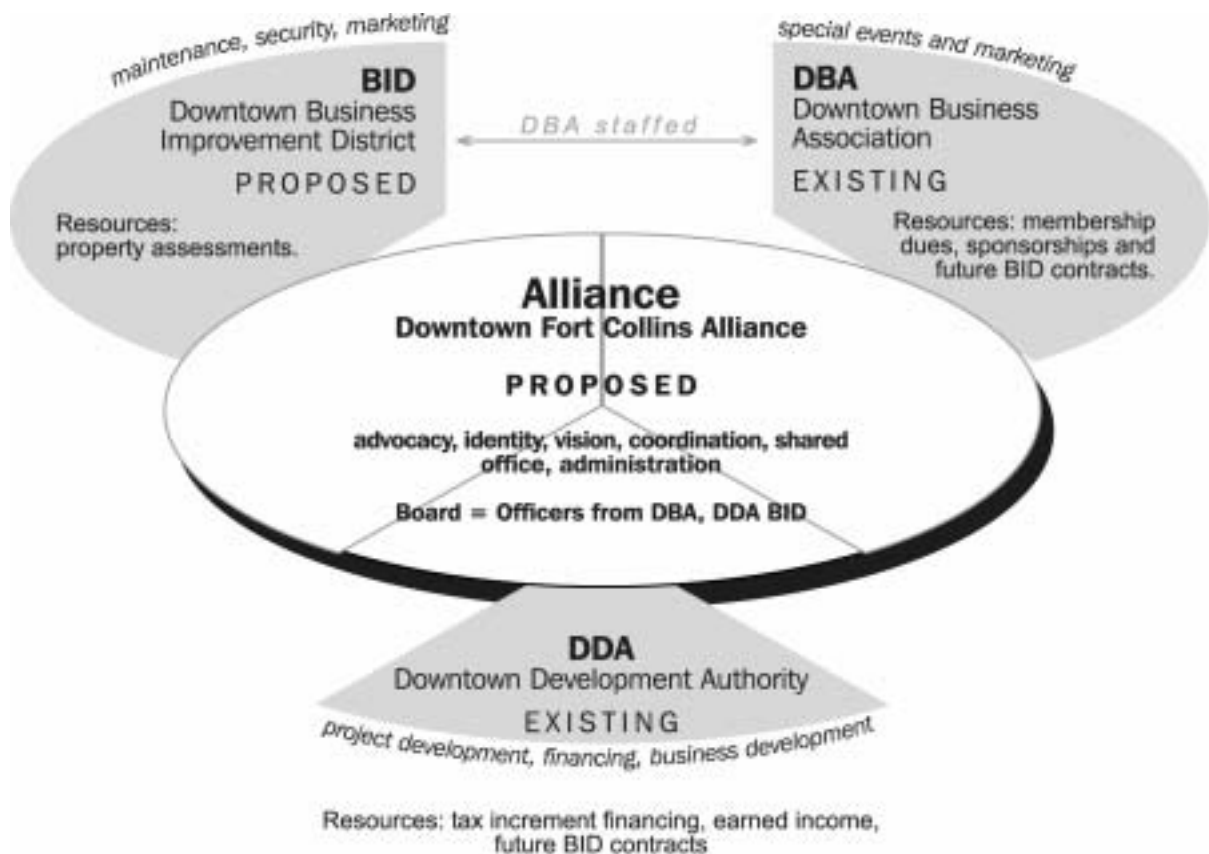 maintenance, security, marketing
BID
Downtown Business
Improvement District
PROPOSED
Resources:
property assessments.
DBA staffed
special events and marketing
DBA
Downtown Business
Association
EXISTING
Resources: membership
dues, sponsorships and
future BID contracts.
Alliance
Downtown Fort Collins Alliance
PROPOSED
advocacy, identity, vision, coordination, shared
office, administration
Board = Officers from DBA, DDA BID
DDA
Downtown Development Authority
EXISTING
project development, financing, business development
Resources: tax increment financing, earned income,
future BID contracts